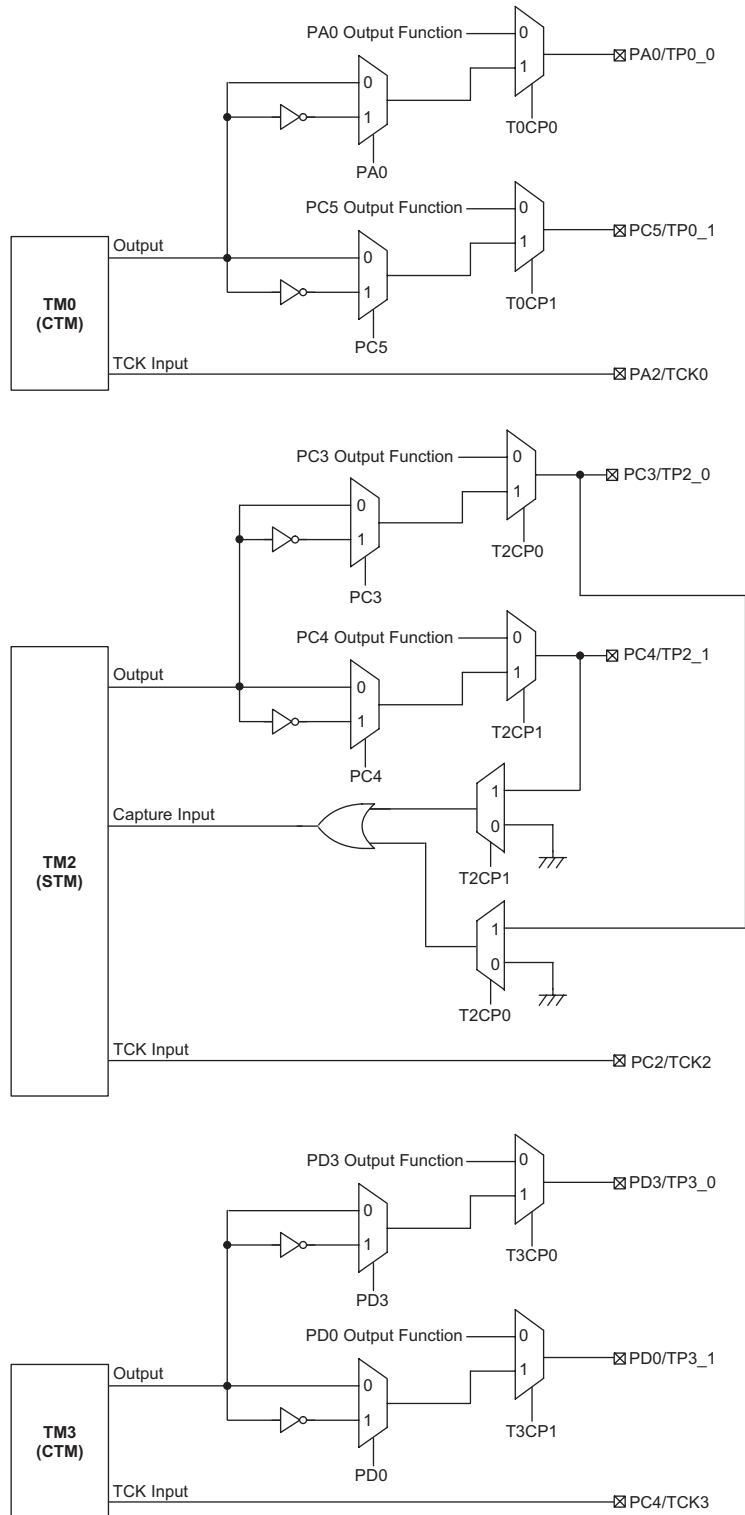 PA0 Output Function
0
1
PA0/TP0_0
T0CP0
0
1
PA0
PC5 Output Function
0
1
PC5/TP0_1
T0CP1
Output
0
1
PC5
TM0
(CTM)
TCK Input
PA2/TCK0
PC3 Output Function
0
1
PC3/TP2_0
T2CP0
0
1
PC3
PC4 Output Function
0
1
PC4/TP2_1
T2CP1
Output
0
1
PC4
Capture Input
1
0
T2CP1
TM2
(STM)
1
0
T2CP0
TCK Input
PC2/TCK2
PD3 Output Function
0
1
PD3/TP3_0
T3CP0
0
1
PD3
PD0 Output Function
0
1
PD0/TP3_1
T3CP1
Output
0
1
PD0
TM3
(CTM)
TCK Input
PC4/TCK3